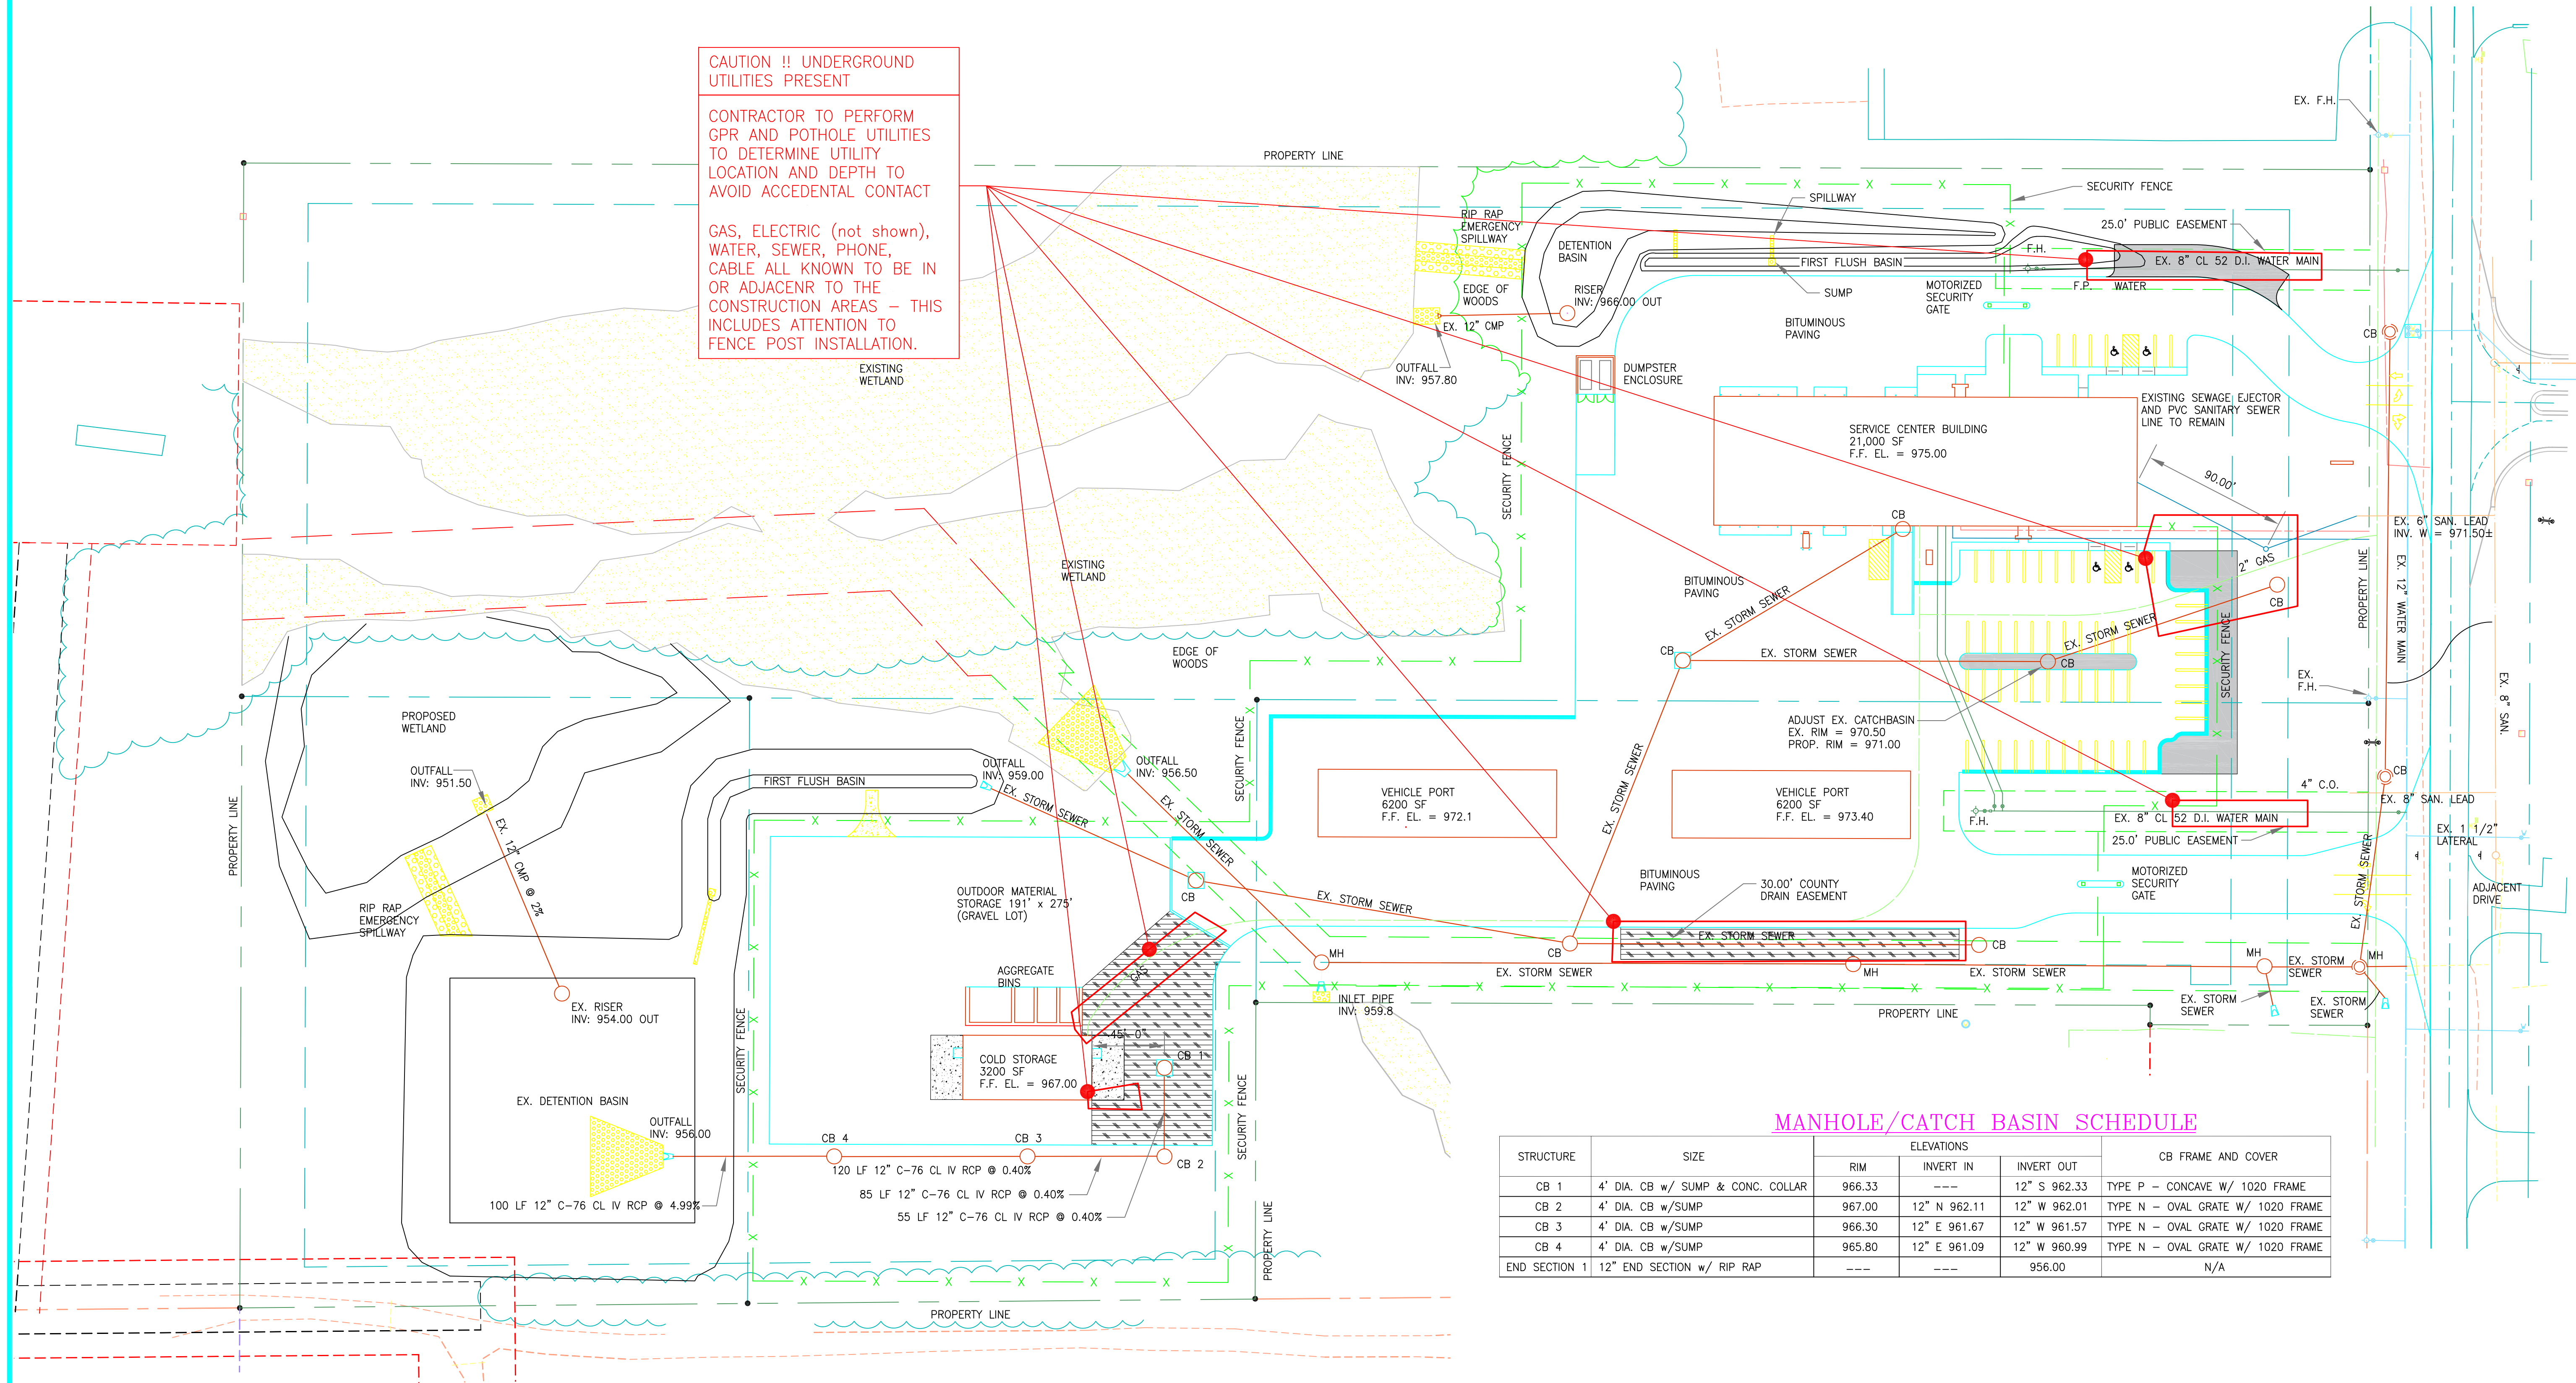 CAUTION !! UNDERGROUND
UTILITIES PRESENT
CONTRACTOR TO PERFORM
GPR AND POTHOLE UTILITIES
TO DETERMINE UTILITY
LOCATION AND DEPTH TO
AVOID ACCEDENTAL CONTACT
GAS, ELECTRIC (not shown),
WATER, SEWER, PHONE,
CABLE ALL KNOWN TO BE IN
OR ADJACENR TO THE
CONSTRUCTION AREAS – THIS
INCLUDES ATTENTION TO
FENCE POST INSTALLATION.
PROPERTY LINE
EX. F.H.
SECURITY FENCE
SPILLWAY
25.0' PUBLIC EASEMENT
RIP RAP
EMERGENCY
SPILLWAY
DETENTION
BASIN
FIRST FLUSH BASIN
F.H.
EX. 8" CL 52 D.I. WATER MAIN
F.P.
WATER
EDGE OF
WOODS
RISER
INV: 966.00 OUT
SUMP
MOTORIZED
SECURITY
GATE
BITUMINOUS
PAVING
EX. 12" CMP
CB
OUTFALL
INV: 957.80
DUMPSTER
ENCLOSURE
EXISTING
WETLAND
EXISTING SEWAGE EJECTOR
AND PVC SANITARY SEWER
LINE TO REMAIN
SERVICE CENTER BUILDING
21,000 SF
F.F. EL. = 975.00
SECURITY FENCE
90.00'
CB
EX. 6" SAN. LEAD
INV. W = 971.50±
EXISTING
WETLAND
BITUMINOUS
PAVING
2" GAS
CB
PROPERTY LINE
EX. 12" WATER MAIN
EX. STORM SEWER
EX. STORM SEWER
SECURITY FENCE
EDGE OF
WOODS
CB
EX. STORM SEWER
CB
EX.
F.H.
EX. 8" SAN.
PROPOSED
WETLAND
ADJUST EX. CATCHBASIN
EX. RIM = 970.50
PROP. RIM = 971.00
SECURITY FENCE
EX. STORM SEWER
OUTFALL
INV: 951.50
FIRST FLUSH BASIN
OUTFALL
INV: 959.00
OUTFALL
INV: 956.50
VEHICLE PORT
6200 SF
F.F. EL. = 972.1
VEHICLE PORT
6200 SF
F.F. EL. = 973.40
4" C.O.
CB
EX. 8" SAN. LEAD
PROPERTY LINE
EX. 12" CMP @ 2%
EX. STORM SEWER
EX. STORM SEWER
F.H.
EX. 8" CL 52 D.I. WATER MAIN
25.0' PUBLIC EASEMENT
EX. 1 1/2"
LATERAL
RIP RAP
EMERGENCY
SPILLWAY
OUTDOOR MATERIAL
STORAGE 191' x 275'
(GRAVEL LOT)
CB
EX. STORM SEWER
BITUMINOUS
PAVING
30.00' COUNTY
DRAIN EASEMENT
MOTORIZED
SECURITY
GATE
EX. STORM SEWER
ADJACENT
DRIVE
GAS
MH
CB
EX. STORM SEWER
CB
MH
MH
AGGREGATE
BINS
EX. STORM SEWER
MH
EX. STORM SEWER
EX. STORM
SEWER
EX. RISER
INV: 954.00 OUT
INLET PIPE
INV: 959.8
PROPERTY LINE
EX. STORM
SEWER
EX. STORM
SEWER
SECURITY FENCE
45'-0"
CB 1
COLD STORAGE
3200 SF
F.F. EL. = 967.00
EX. DETENTION BASIN
SECURITY FENCE
OUTFALL
INV: 956.00
CB 4
CB 3
CB 2
120 LF 12" C-76 CL IV RCP @ 0.40%
85 LF 12" C-76 CL IV RCP @ 0.40%
100 LF 12" C-76 CL IV RCP @ 4.99%
55 LF 12" C-76 CL IV RCP @ 0.40%
PROPERTY LINE
PROPERTY LINE
MANHOLE/CATCH BASIN SCHEDULE
STRUCTURE SIZE ELEVATIONS CB FRAME AND COVER
RIM INVERT IN INVERT OUT
CB 1 4' DIA. CB w/ SUMP & CONC. COLLAR 966.33 --- 12" S 962.33 TYPE P – CONCAVE W/ 1020 FRAME
CB 2 4' DIA. CB w/SUMP 967.00 12" N 962.11 12" W 962.01 TYPE N – OVAL GRATE W/ 1020 FRAME
CB 3 4' DIA. CB w/SUMP 966.30 12" E 961.67 12" W 961.57 TYPE N – OVAL GRATE W/ 1020 FRAME
CB 4 4' DIA. CB w/SUMP 965.80 12" E 961.09 12" W 960.99 TYPE N – OVAL GRATE W/ 1020 FRAME
END SECTION 1 12" END SECTION w/ RIP RAP --- --- 956.00 N/A